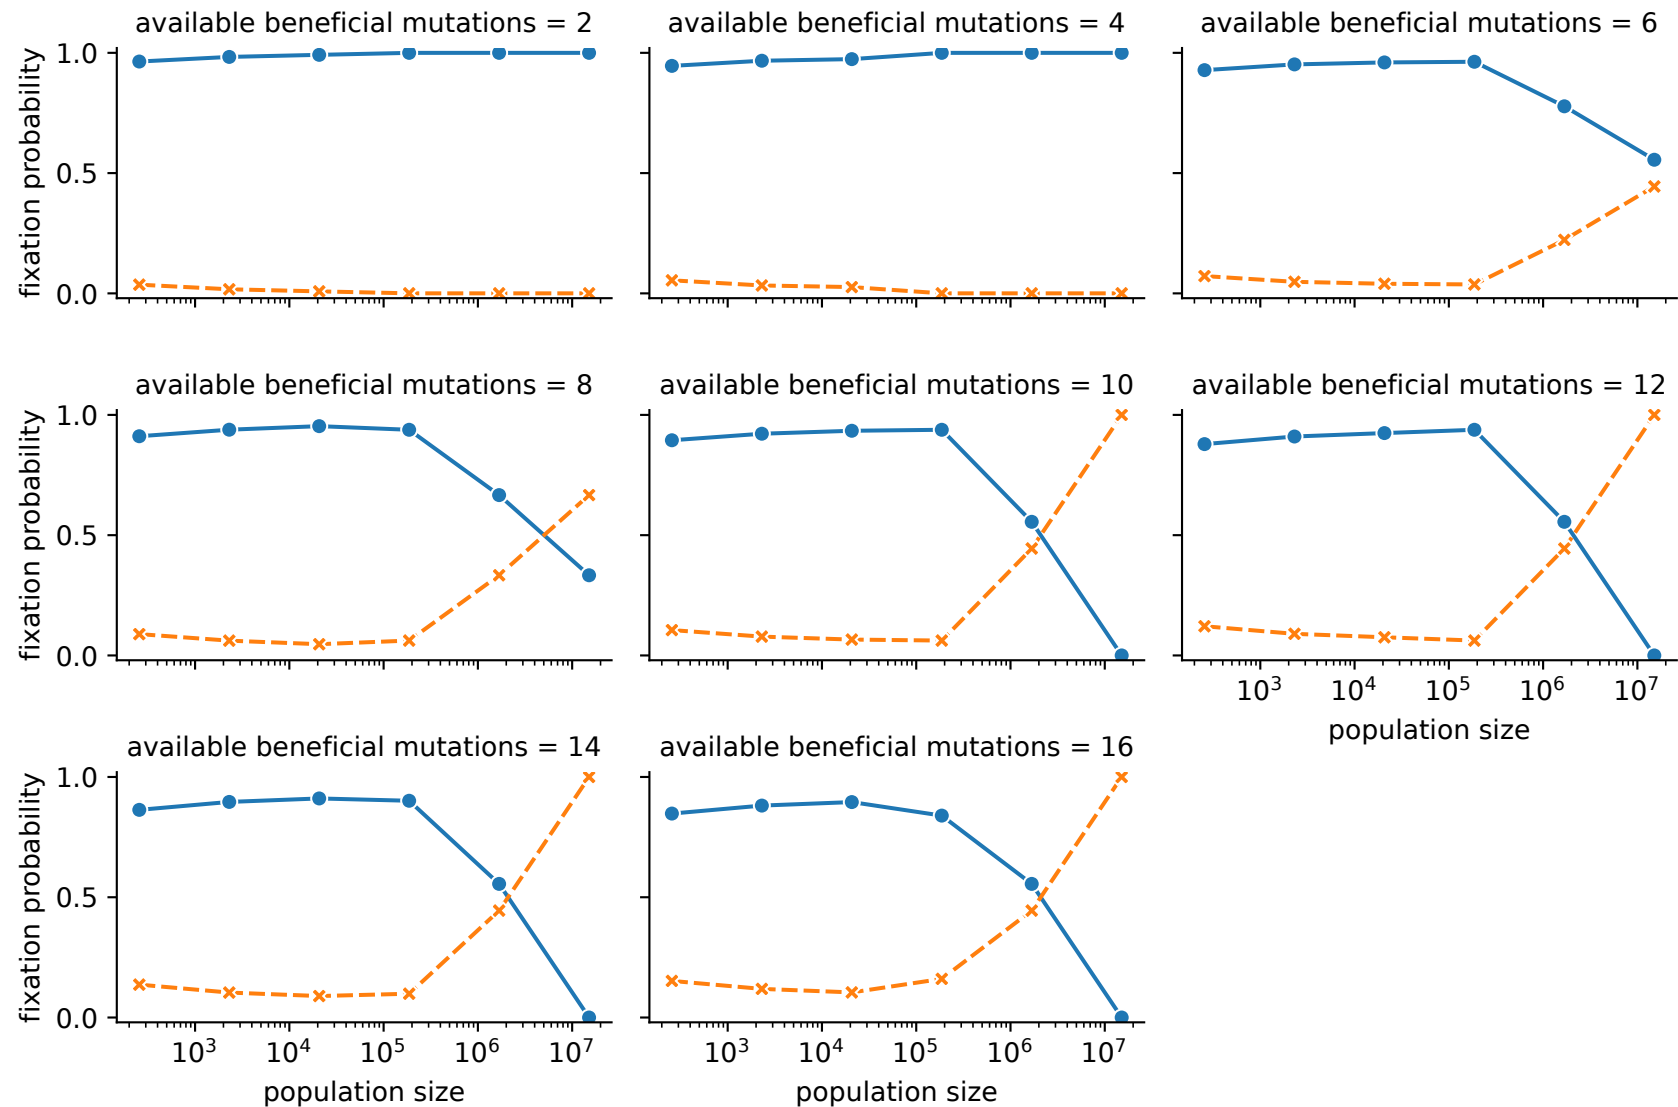 available beneficial mutations = 2
available beneficial mutations = 4
available beneficial mutations = 6
fixation probability
1.0
0.5
0.0
available beneficial mutations = 8
available beneficial mutations = 10
available beneficial mutations = 12
fixation probability
1.0
0.5
0.0
10³ 10⁴ 10⁵ 10⁶ 10⁷
population size
available beneficial mutations = 14
available beneficial mutations = 16
fixation probability
1.0
0.5
0.0
10³ 10⁴ 10⁵ 10⁶ 10⁷
population size
10³ 10⁴ 10⁵ 10⁶ 10⁷
population size